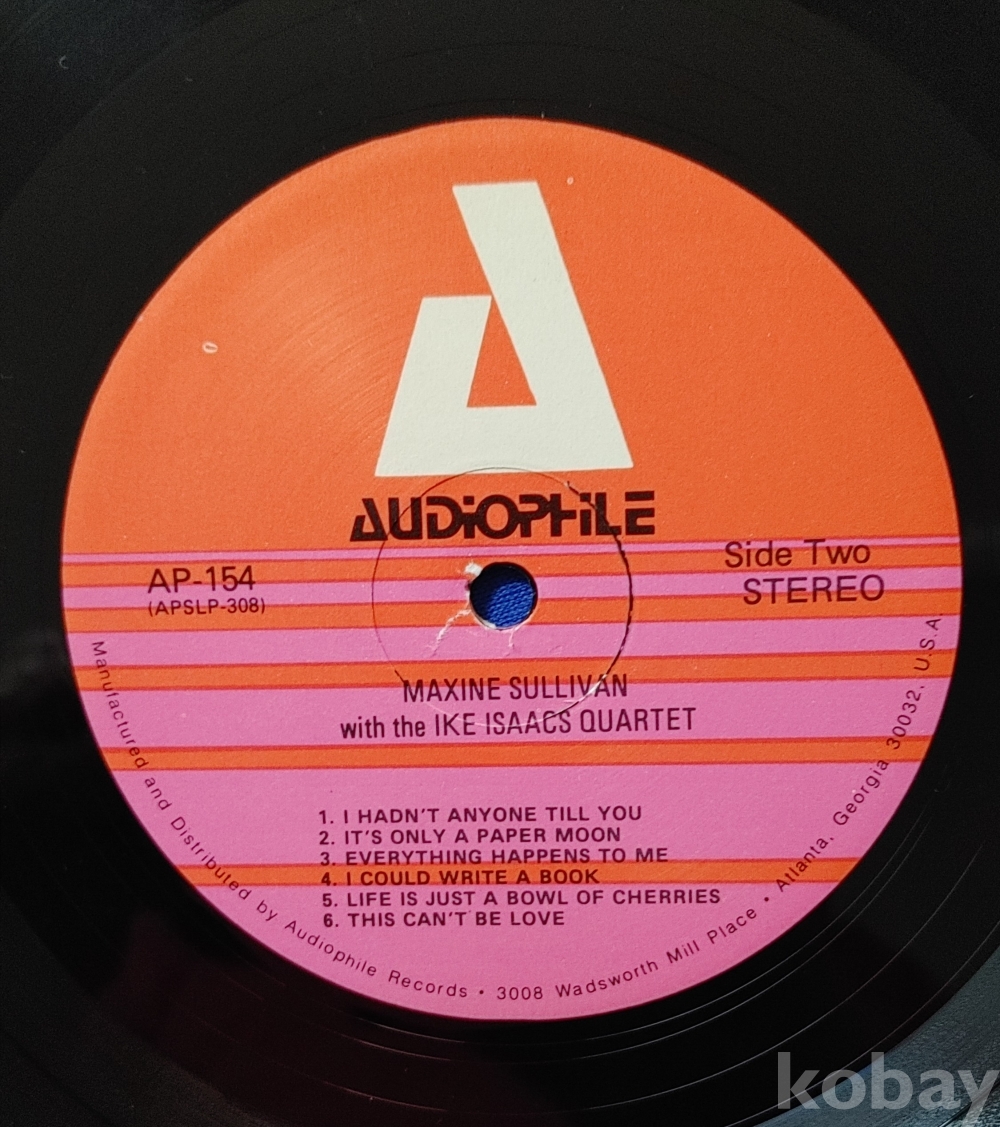 AUDIOPHILE
AP-154
(APSLP-308)
Side Two
STEREO
MAXINE SULLIVAN
with the IKE ISAACS QUARTET
1. I HADN'T ANYONE TILL YOU
2. IT'S ONLY A PAPER MOON
3. EVERYTHING HAPPENS TO ME
4. I COULD WRITE A BOOK
5. LIFE IS JUST A BOWL OF CHERRIES
6. THIS CAN'T BE LOVE
Manufactured and Distributed by Audiophile Records • 3008 Wadsworth Mill Place • Atlanta, Georgia 30032, U.S.A.
kobay